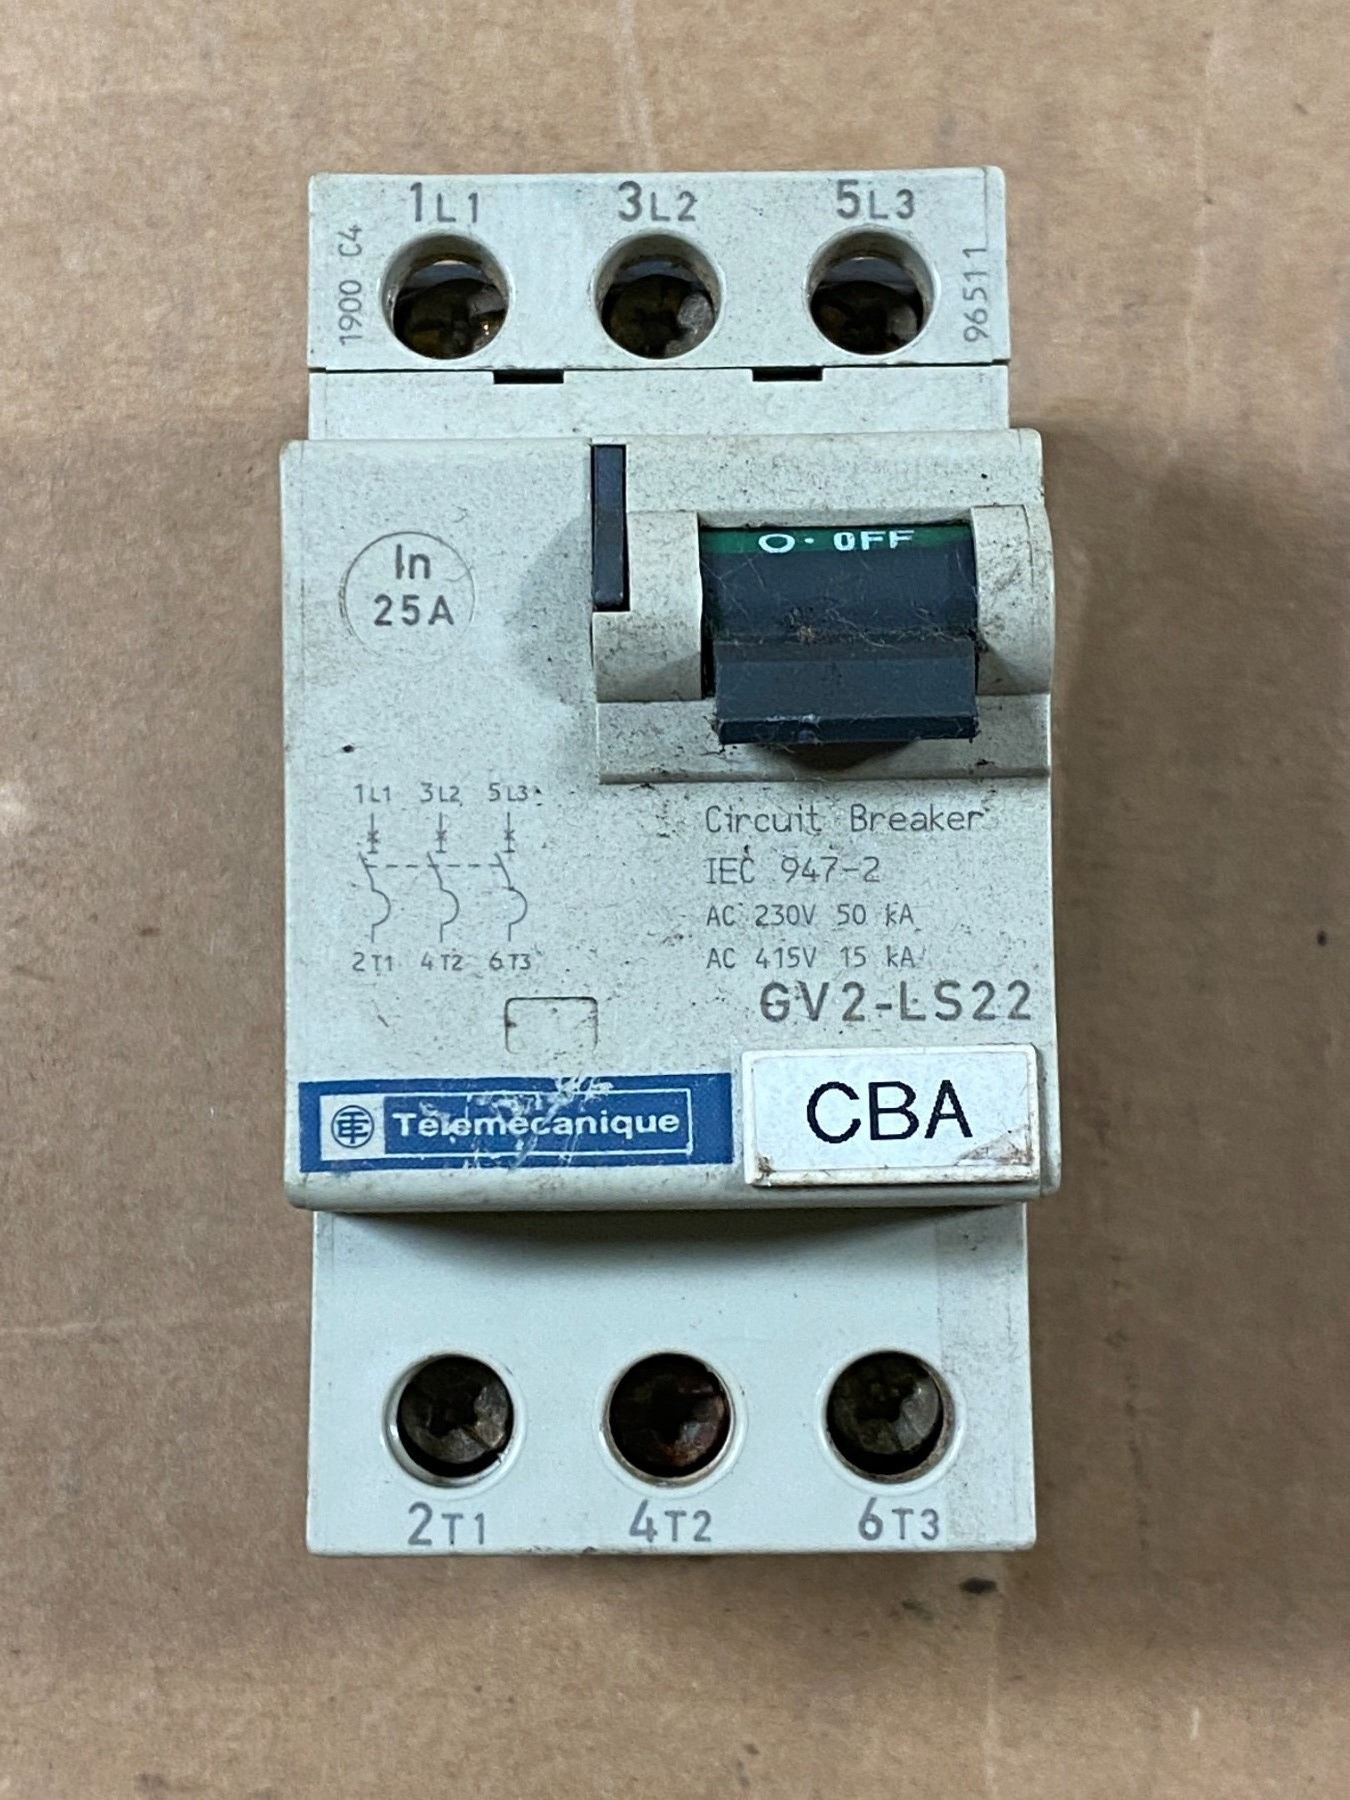 1L1 3L2 5L3
1900 C4
96511
O·OFF
In
25A
1L1 3L2 5L3
2T1 4T2 6T3
Circuit Breaker
IEC 947-2
AC 230V 50 kA
AC 415V 15 kA
GV2-LS22
Telemecanique
CBA
2T1 4T2 6T3